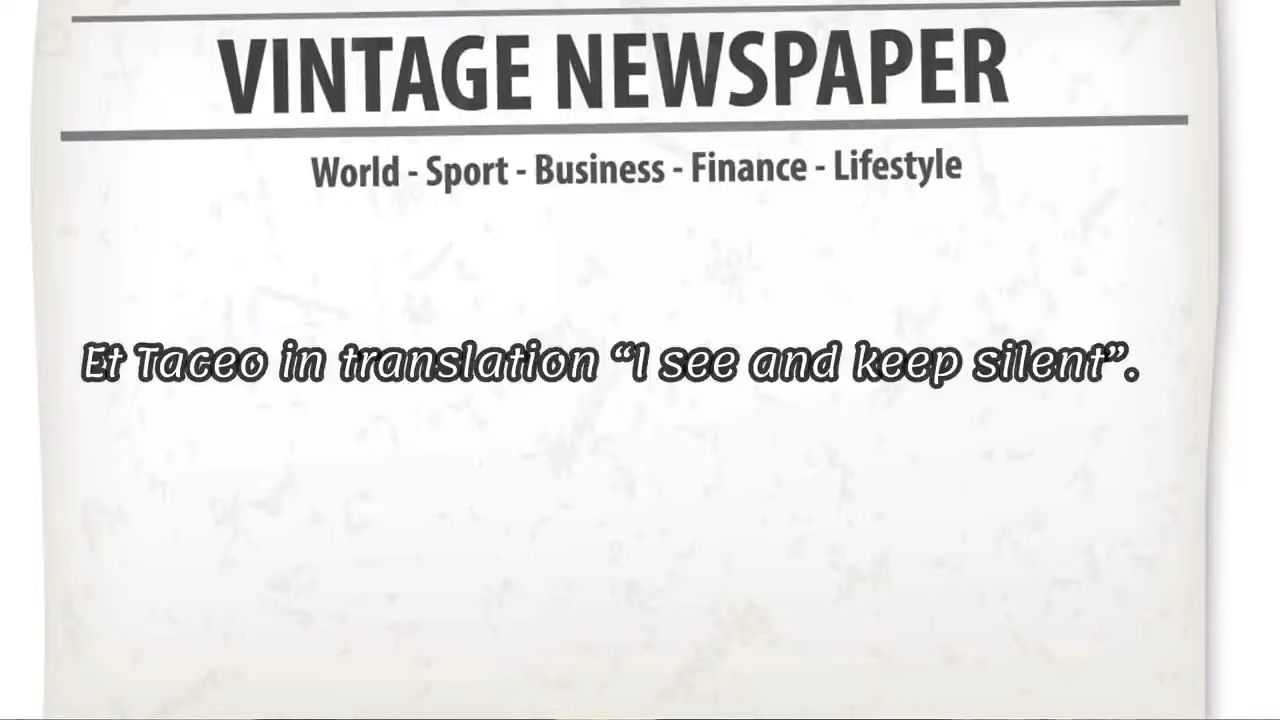 VINTAGE NEWSPAPER
World - Sport - Business - Finance - Lifestyle
Et Taceo in translation “I see and keep silent”.